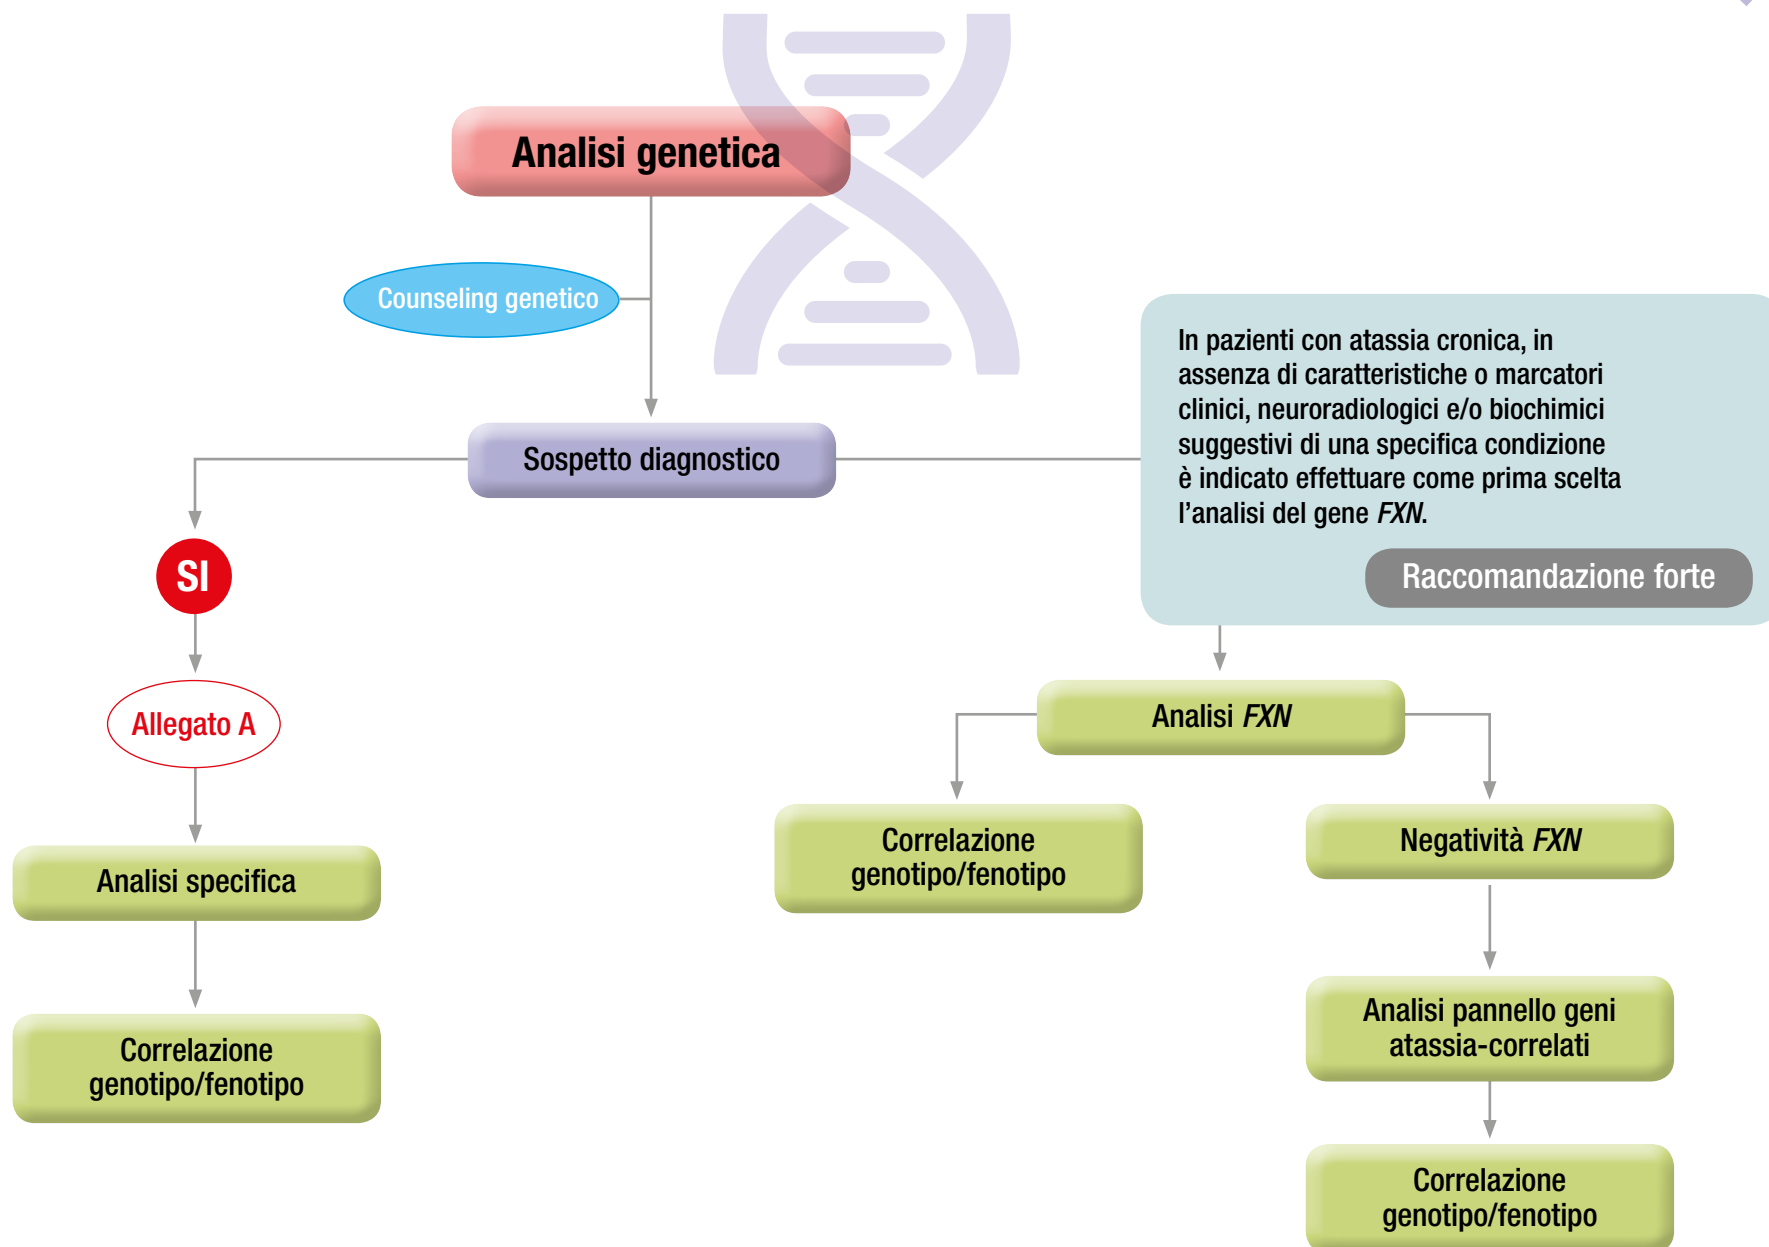 Analisi genetica
Counseling genetico
In pazienti con atassia cronica, in
assenza di caratteristiche o marcatori
clinici, neuroradiologici e/o biochimici
suggestivi di una specifica condizione
è indicato effettuare come prima scelta
l'analisi del gene FXN.
Raccomandazione forte
Sospetto diagnostico
SI
Allegato A
Analisi specifica
Correlazione
genotipo/fenotipo
Analisi FXN
Correlazione
genotipo/fenotipo
Negatività FXN
Analisi pannello geni
atassia-correlati
Correlazione
genotipo/fenotipo